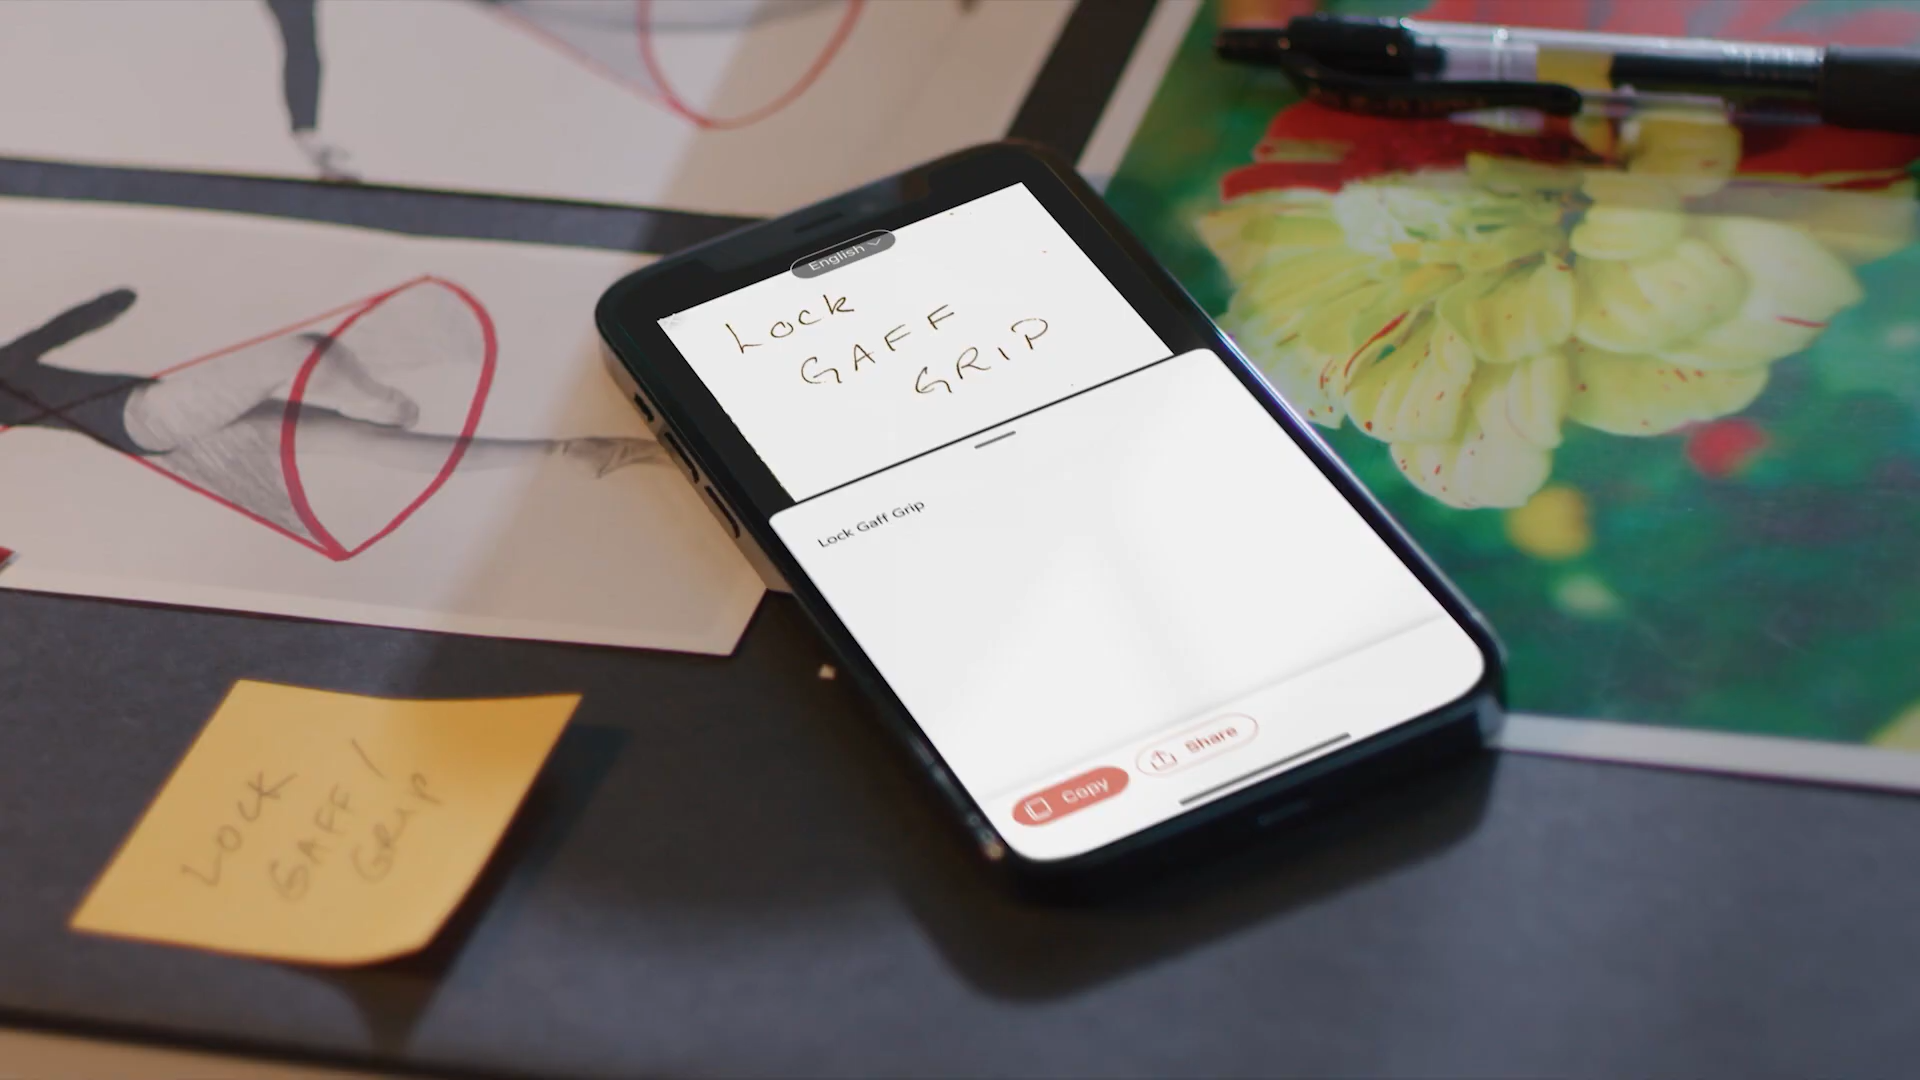 English
Lock
GAFF
GRIP
Lock Gaff Grip
Copy
Share
LOCK
GAFF /
GRIP